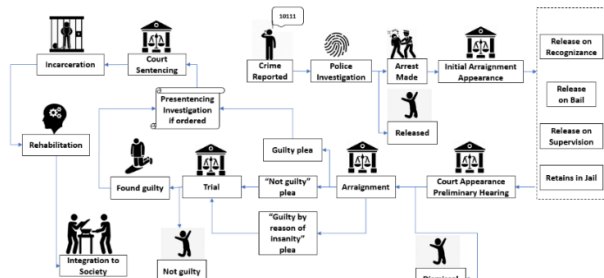 10111
Crime
Reported
Police
Investigation
Arrest
Made
Initial Arraignment
Appearance
Release on
Recognizance
Release
on Bail
Release on
Supervision
Retains in Jail
Released
Incarceration
Court
Sentencing
Presentencing
Investigation
if ordered
Rehabilitation
Guilty plea
Found guilty
Trial
"Not guilty"
plea
Arraignment
Court Appearance
Preliminary Hearing
"Guilty by
reason of
insanity"
plea
Integration to
Society
Not guilty